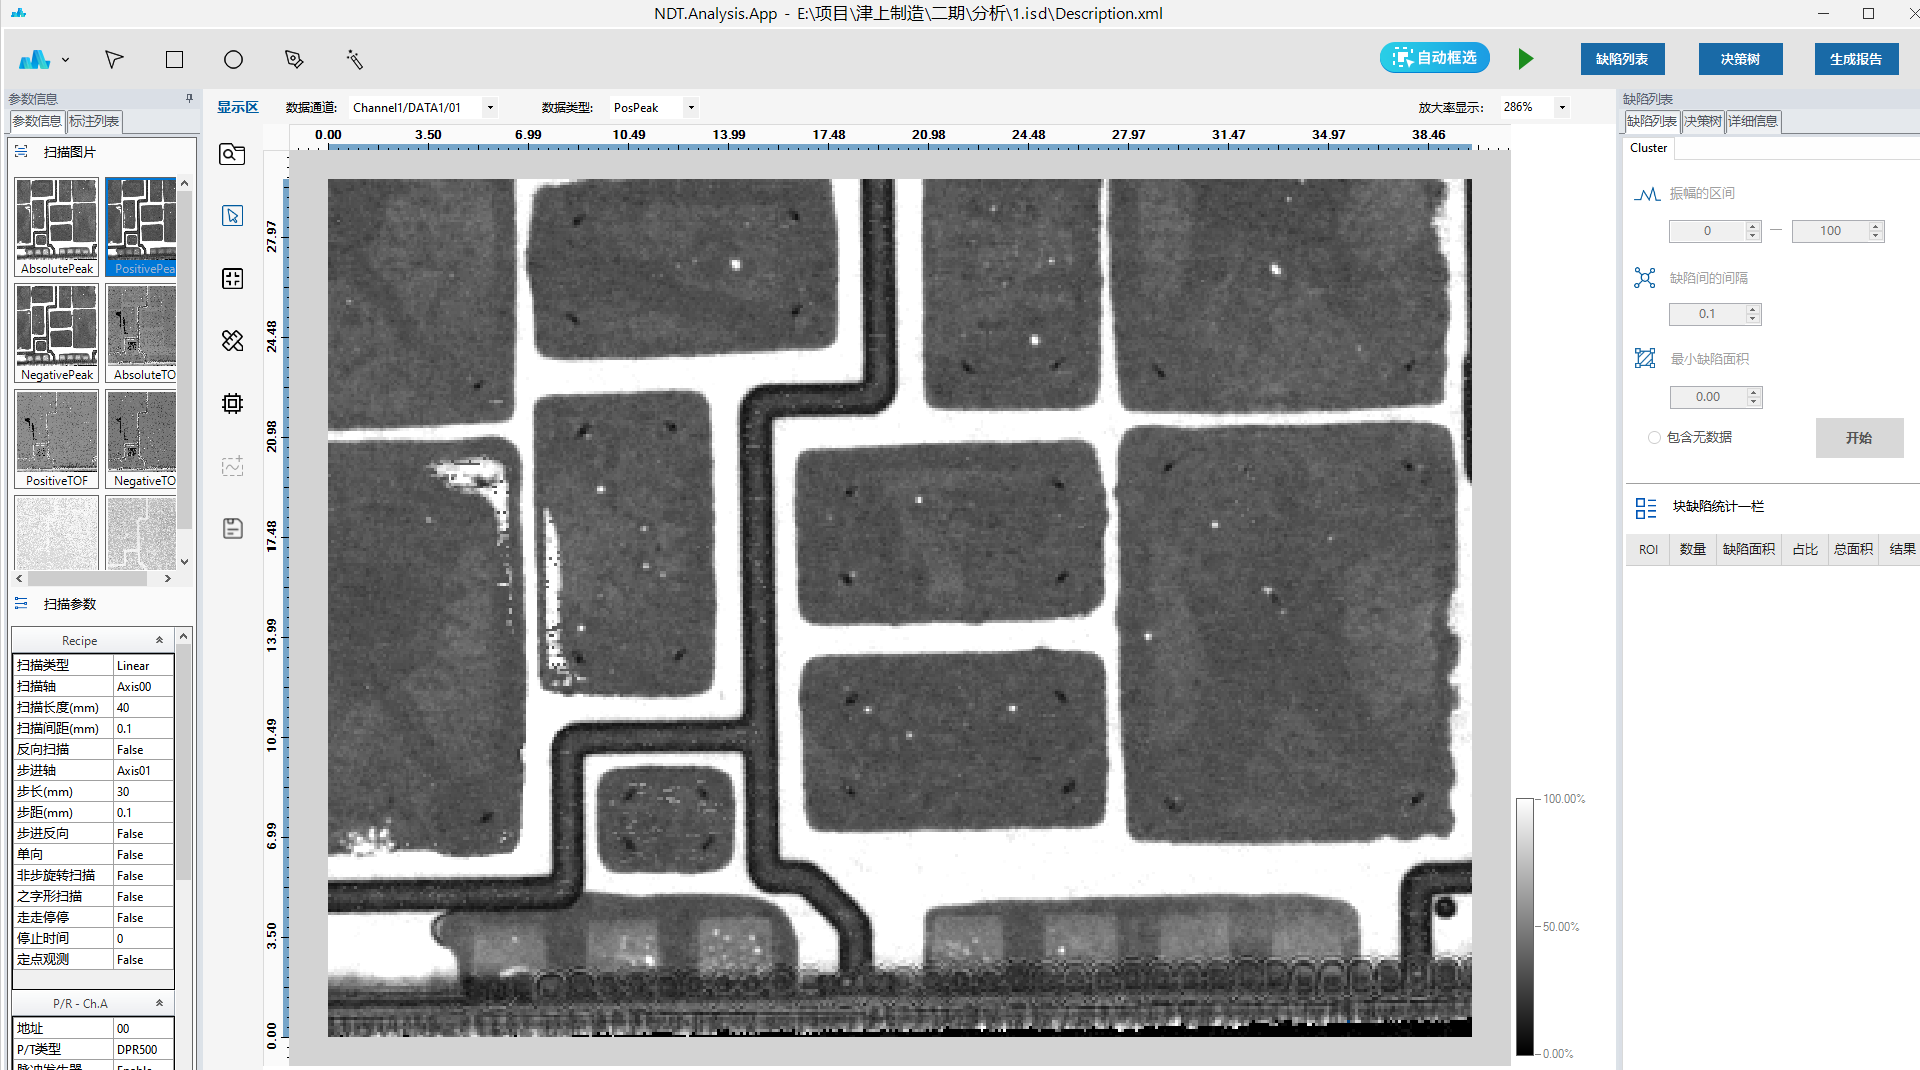 NDT.Analysis.App - E:\项目\津上制造\二期\分析\1.isd\Description.xml
自动框选
缺陷列表
决策树
生成报告
参数信息
参数信息 标注列表
扫描图片
AbsolutePeak
PositivePea
NegativePeak
AbsoluteTO
PositiveTOF
NegativeTO
扫描参数
Recipe
扫描类型 Linear
扫描轴 Axis00
扫描长度(mm) 40
扫描间距(mm) 0.1
反向扫描 False
步进轴 Axis01
步长(mm) 30
步距(mm) 0.1
步进反向 False
单向 False
非步旋转扫描 False
之字形扫描 False
走走停停 False
停止时间 0
定点观测 False
P/R - Ch.A
地址 00
P/T类型 DPR500
显示区 数据通道: Channel1/DATA1/01 数据类型: PosPeak 放大率显示: 286%
0.00 3.50 6.99 10.49 13.99 17.48 20.98 24.48 27.97 31.47 34.97 38.46
27.97
24.48
20.98
17.48
13.99
10.49
6.99
3.50
0.00
100.00%
50.00%
0.00%
缺陷列表
缺陷列表 决策树 详细信息
Cluster
振幅的区间
0 — 100
缺陷间的间隔
0.1
最小缺陷面积
0.00
包含无数据
开始
块缺陷统计一栏
ROI 数量 缺陷面积 占比 总面积 结果